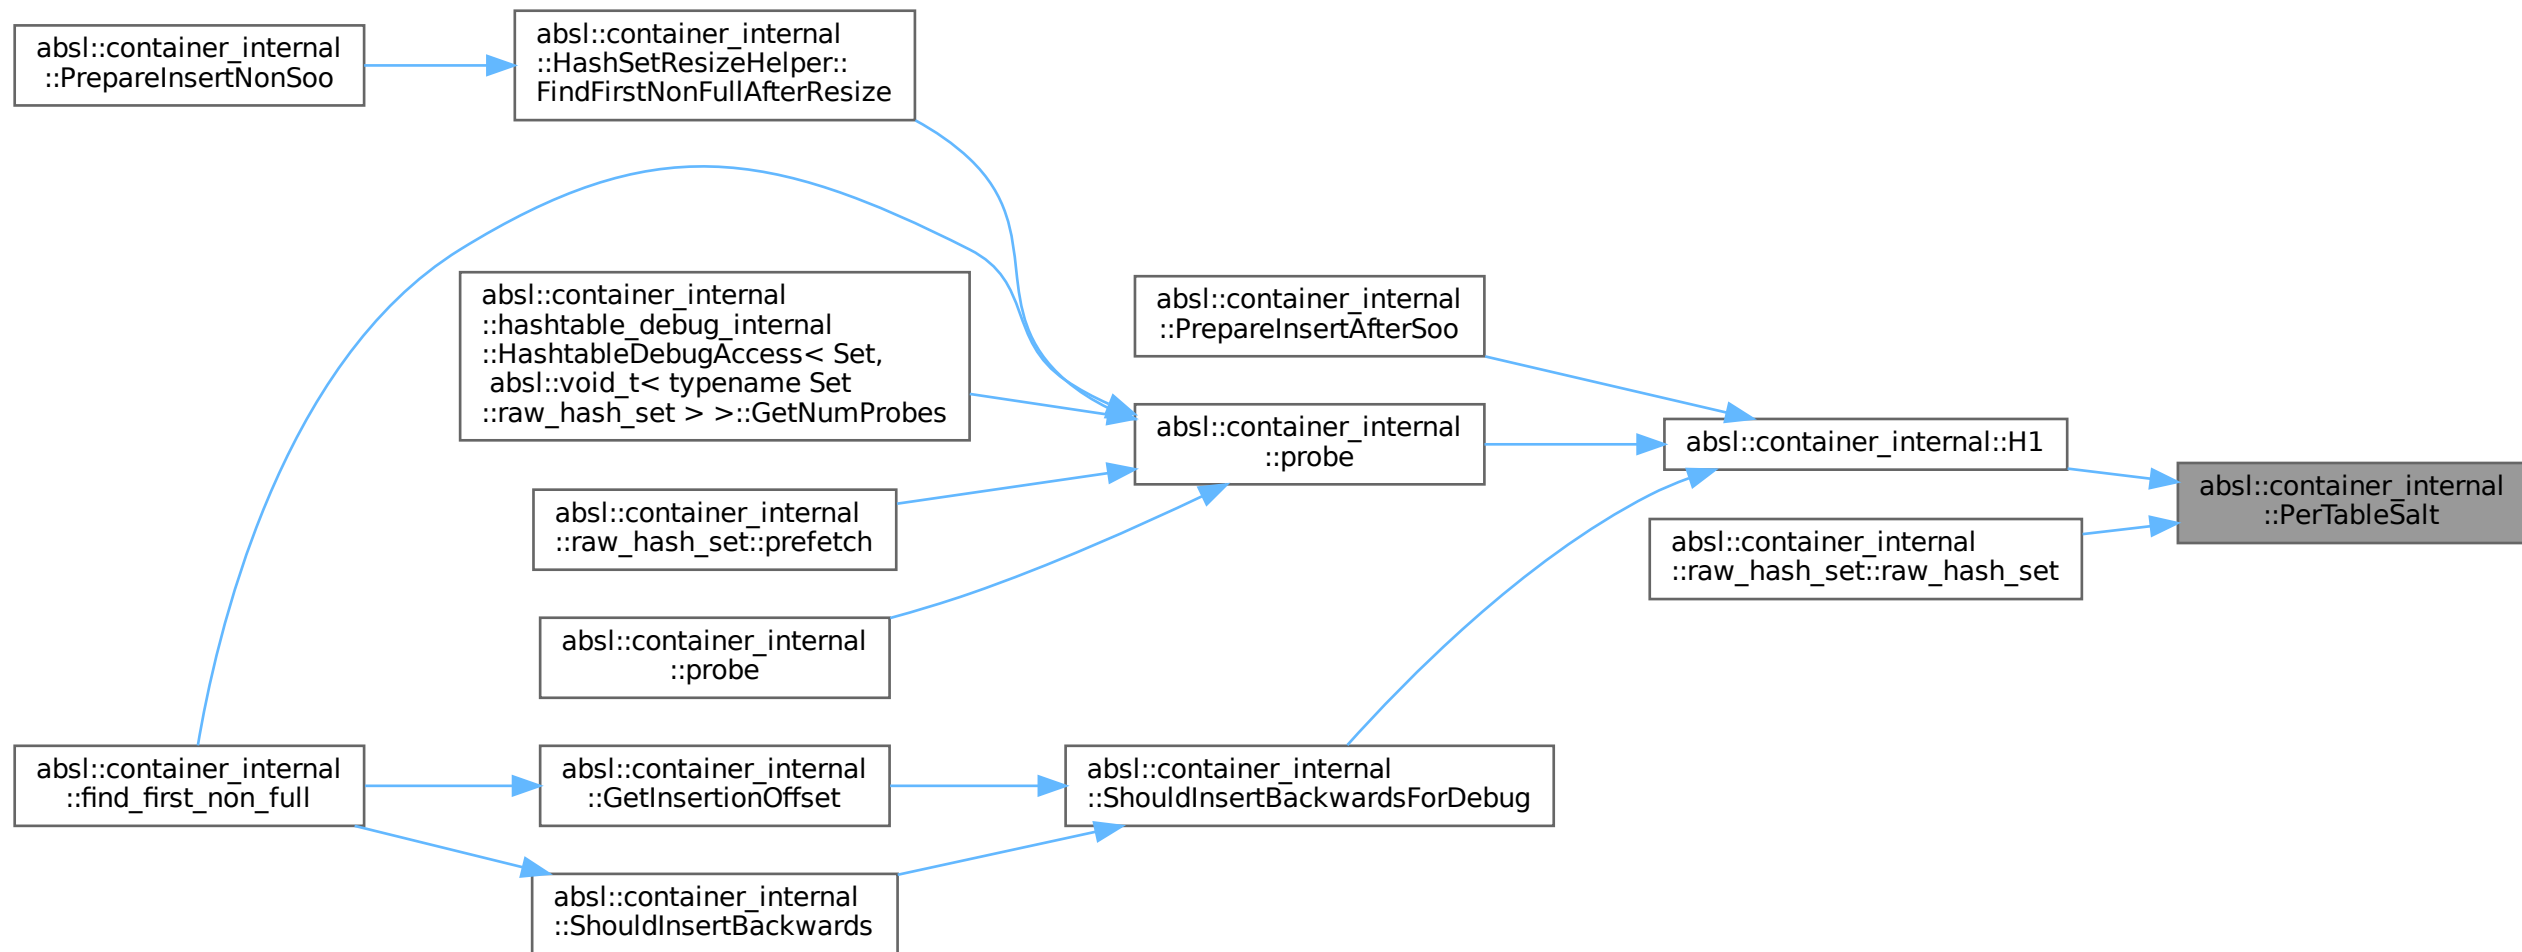 absl::container_internal
::PrepareInsertNonSoo
absl::container_internal
::HashSetResizeHelper::
FindFirstNonFullAfterResize
absl::container_internal
::hashtable_debug_internal
::HashtableDebugAccess< Set,
absl::void_t< typename Set
::raw_hash_set > >::GetNumProbes
absl::container_internal
::PrepareInsertAfterSoo
absl::container_internal
::probe
absl::container_internal::H1
absl::container_internal
::PerTableSalt
absl::container_internal
::raw_hash_set::prefetch
absl::container_internal
::raw_hash_set::raw_hash_set
absl::container_internal
::probe
absl::container_internal
::find_first_non_full
absl::container_internal
::GetInsertionOffset
absl::container_internal
::ShouldInsertBackwardsForDebug
absl::container_internal
::ShouldInsertBackwards